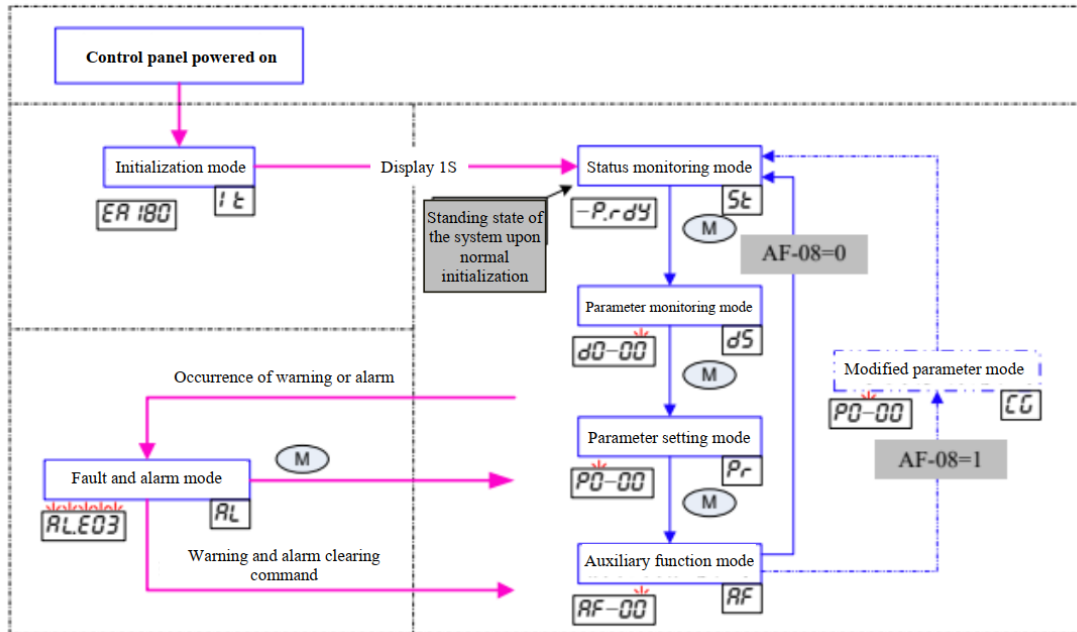 Control panel powered on
Initialization mode
I t
EA180
Display 1S
Status monitoring mode
St
-P.rdy
Standing state of
the system upon
normal
initialization
M
AF-08=0
Parameter monitoring mode
dS
d0-00
M
Modified parameter mode
CG
P0-00
AF-08=1
Occurrence of warning or alarm
Parameter setting mode
Pr
P0-00
M
M
Fault and alarm mode
AL
AL.E03
Warning and alarm clearing
command
Auxiliary function mode
AF
AF-00